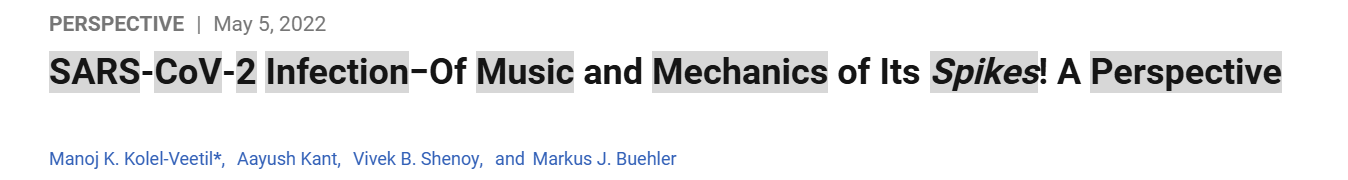 PERSPECTIVE | May 5, 2022
SARS-CoV-2 Infection–Of Music and Mechanics of Its Spikes! A Perspective
Manoj K. Kolel-Veetil*, Aayush Kant, Vivek B. Shenoy, and Markus J. Buehler